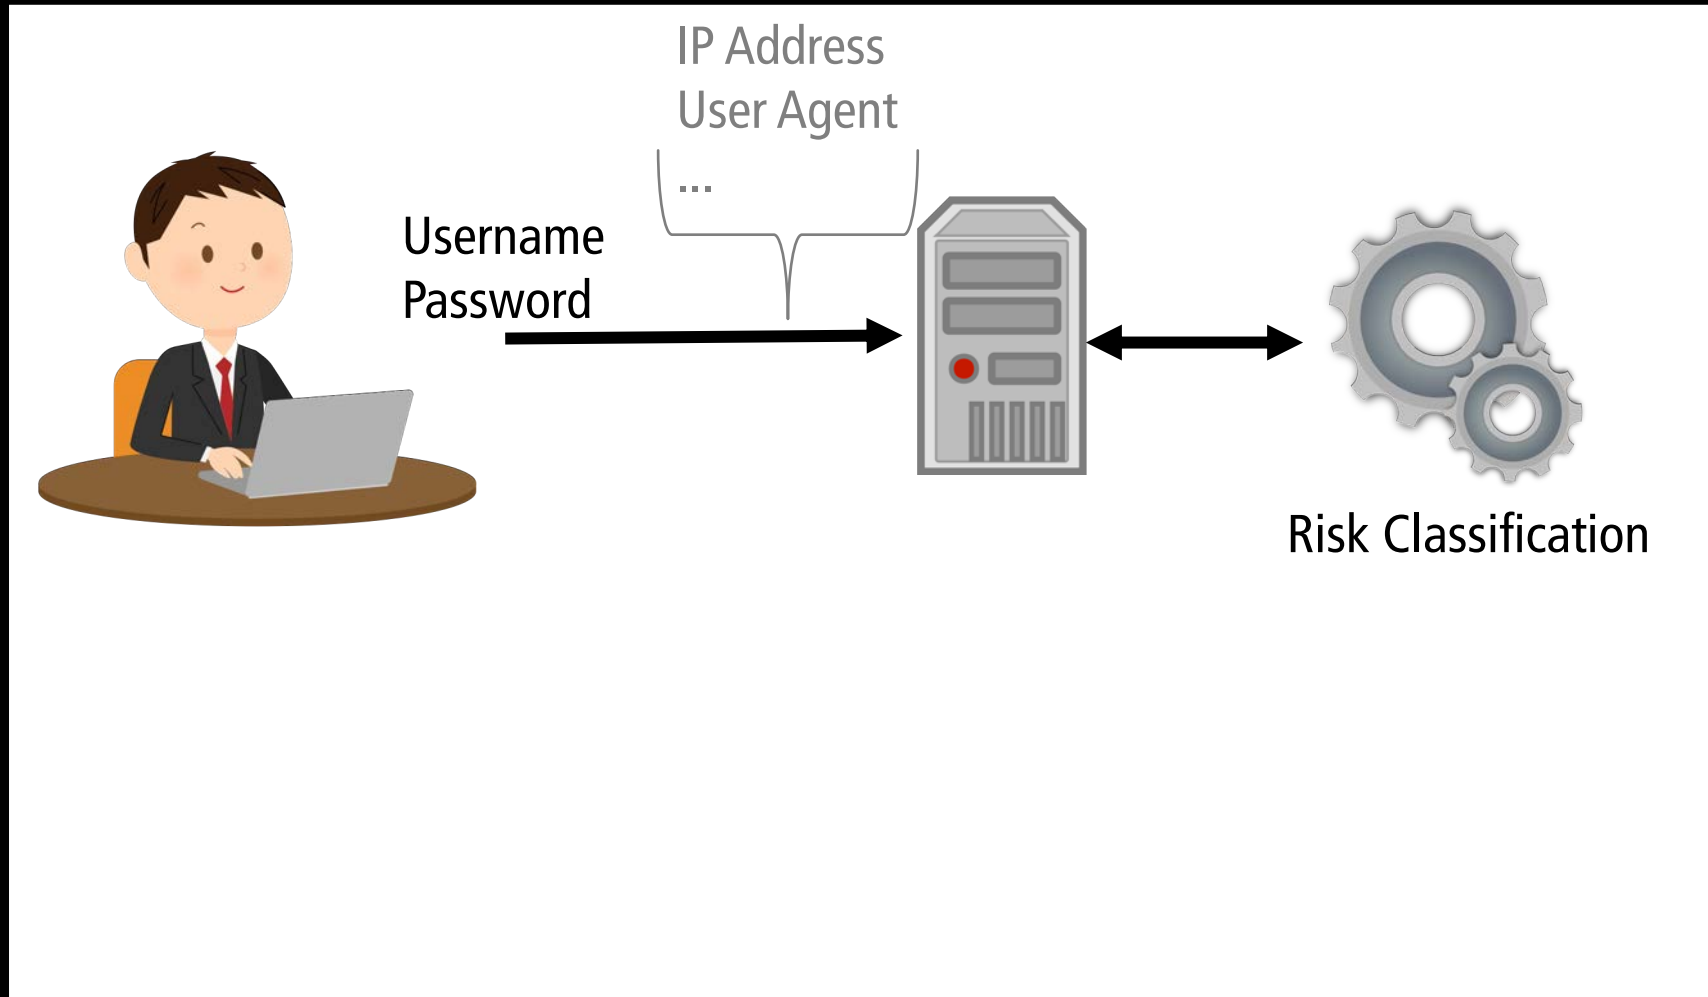 IP Address
User Agent
...
Username
Password
Risk Classification